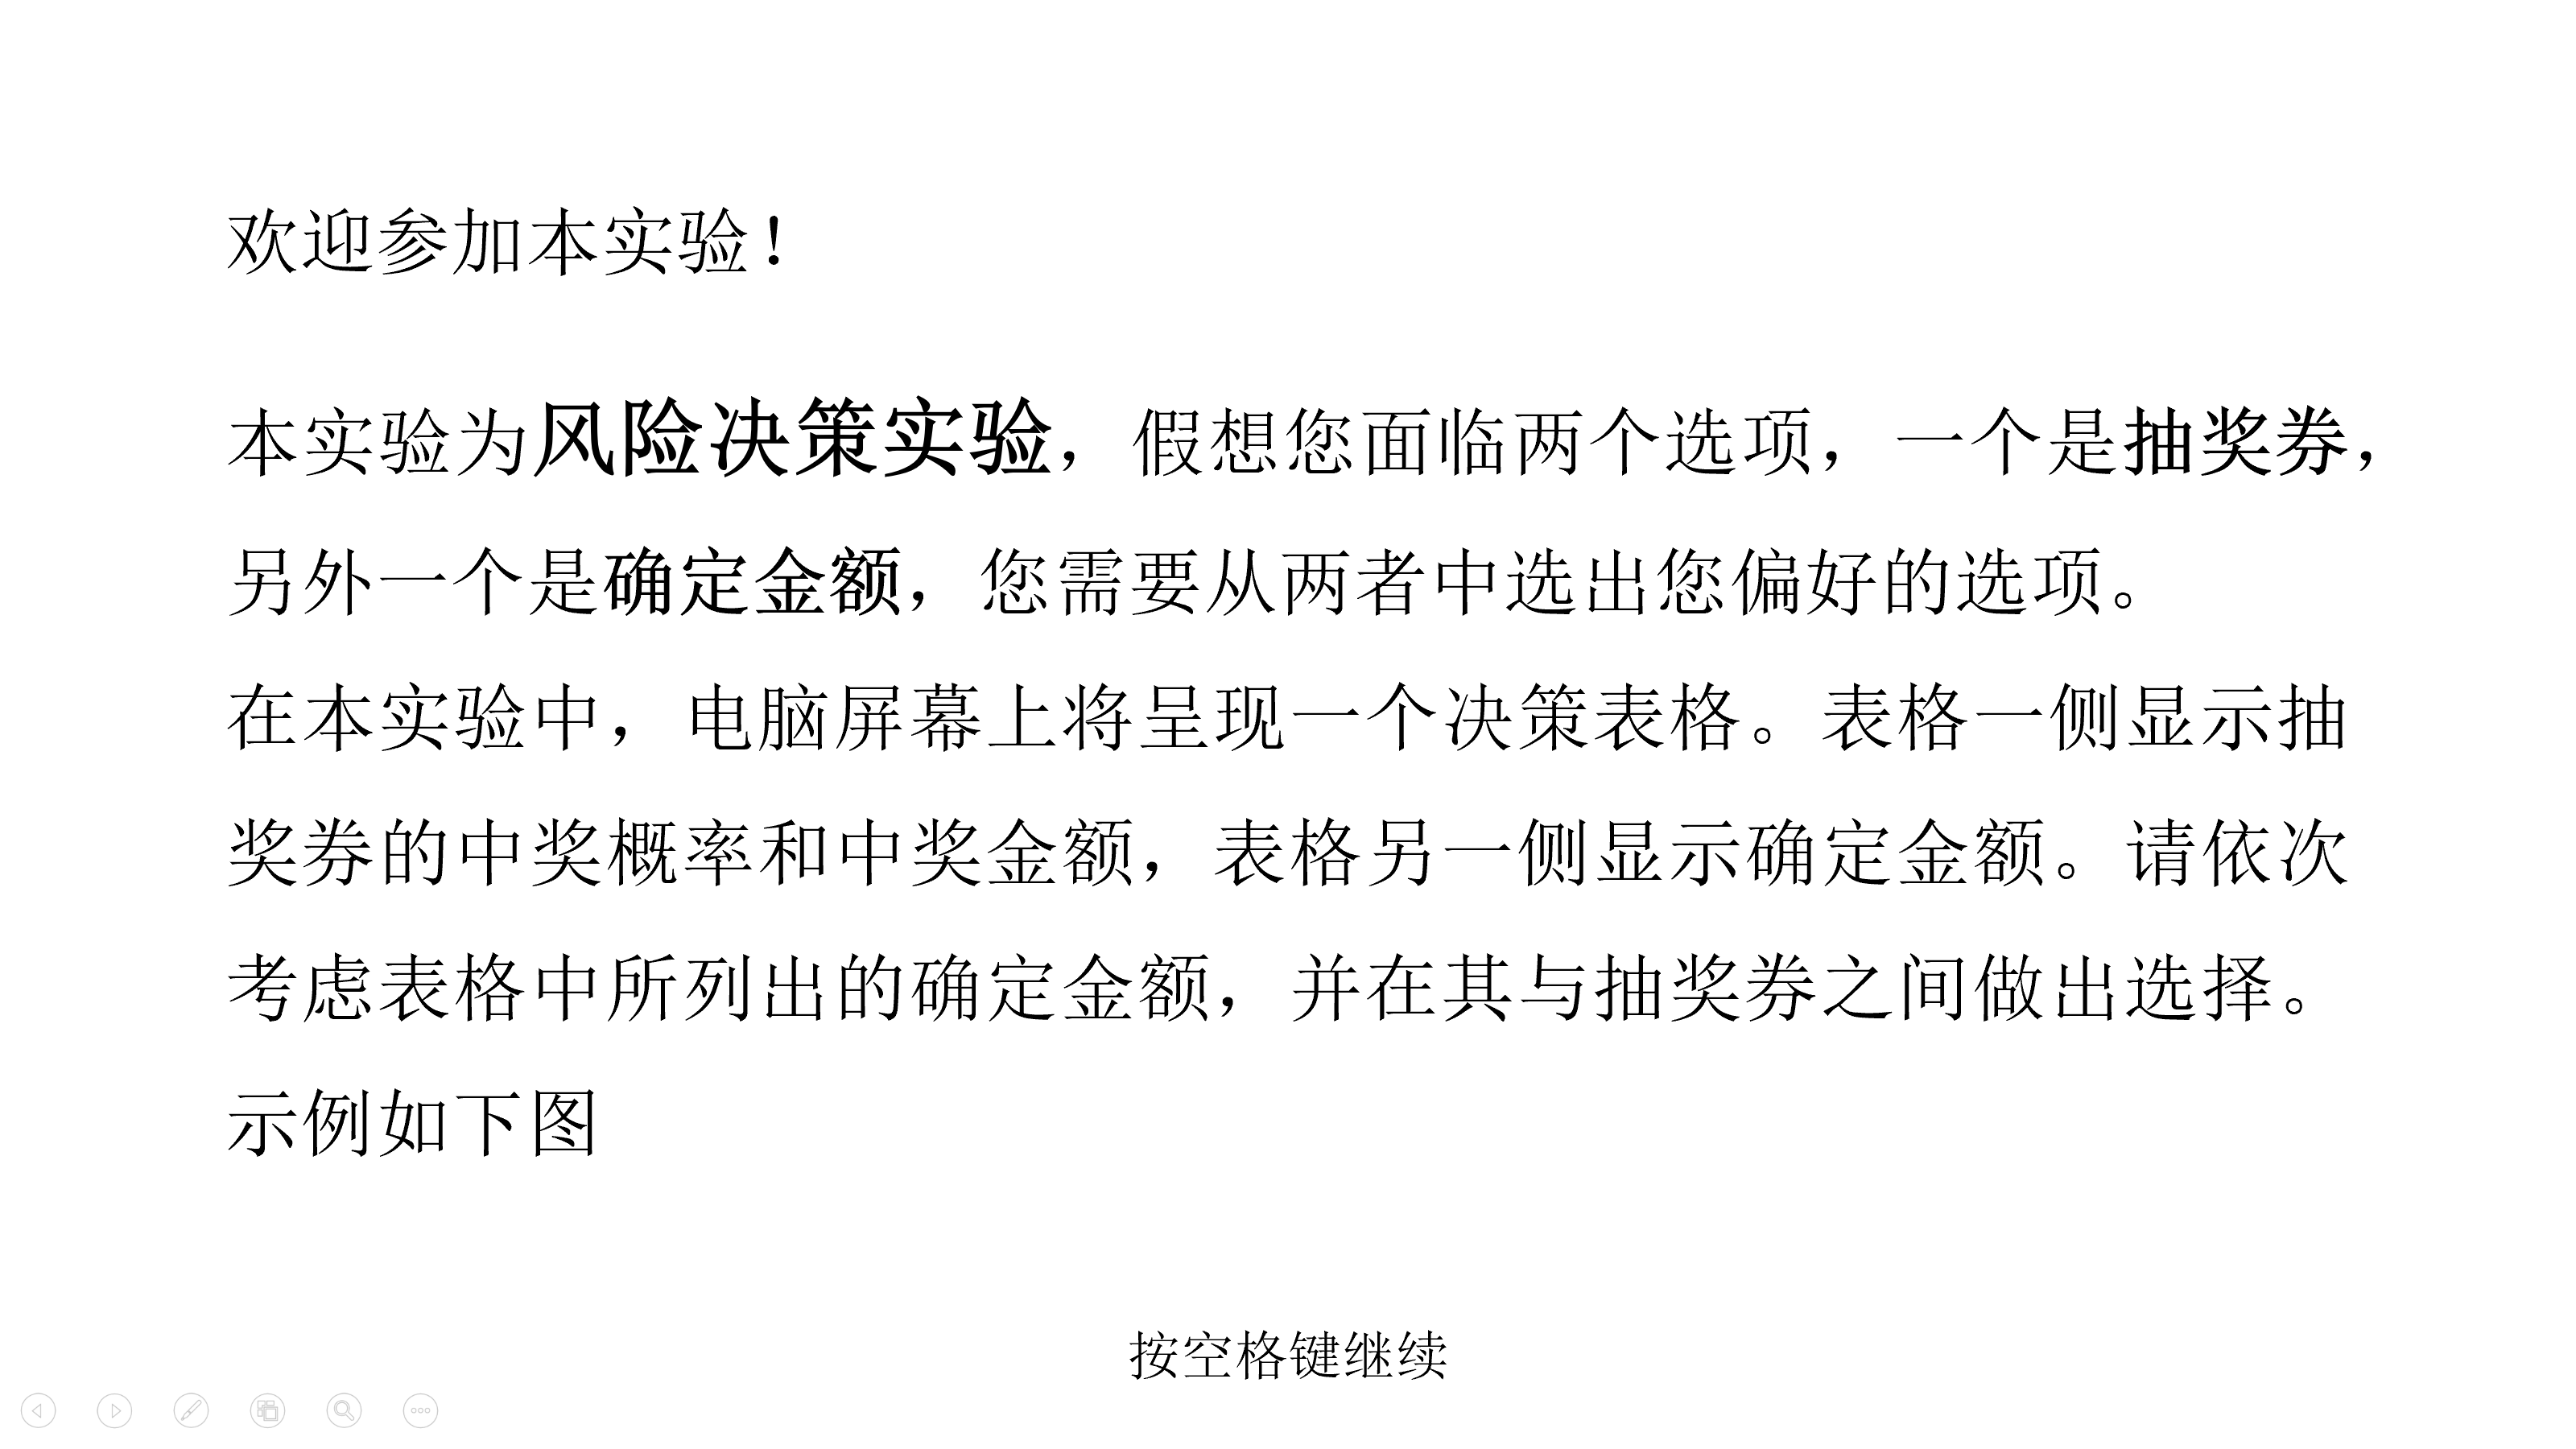 欢迎参加本实验！
本实验为风险决策实验，假想您面临两个选项，一个是抽奖券，
另外一个是确定金额，您需要从两者中选出您偏好的选项。
在本实验中，电脑屏幕上将呈现一个决策表格。表格一侧显示抽
奖券的中奖概率和中奖金额，表格另一侧显示确定金额。请依次
考虑表格中所列出的确定金额，并在其与抽奖券之间做出选择。
示例如下图
按空格键继续